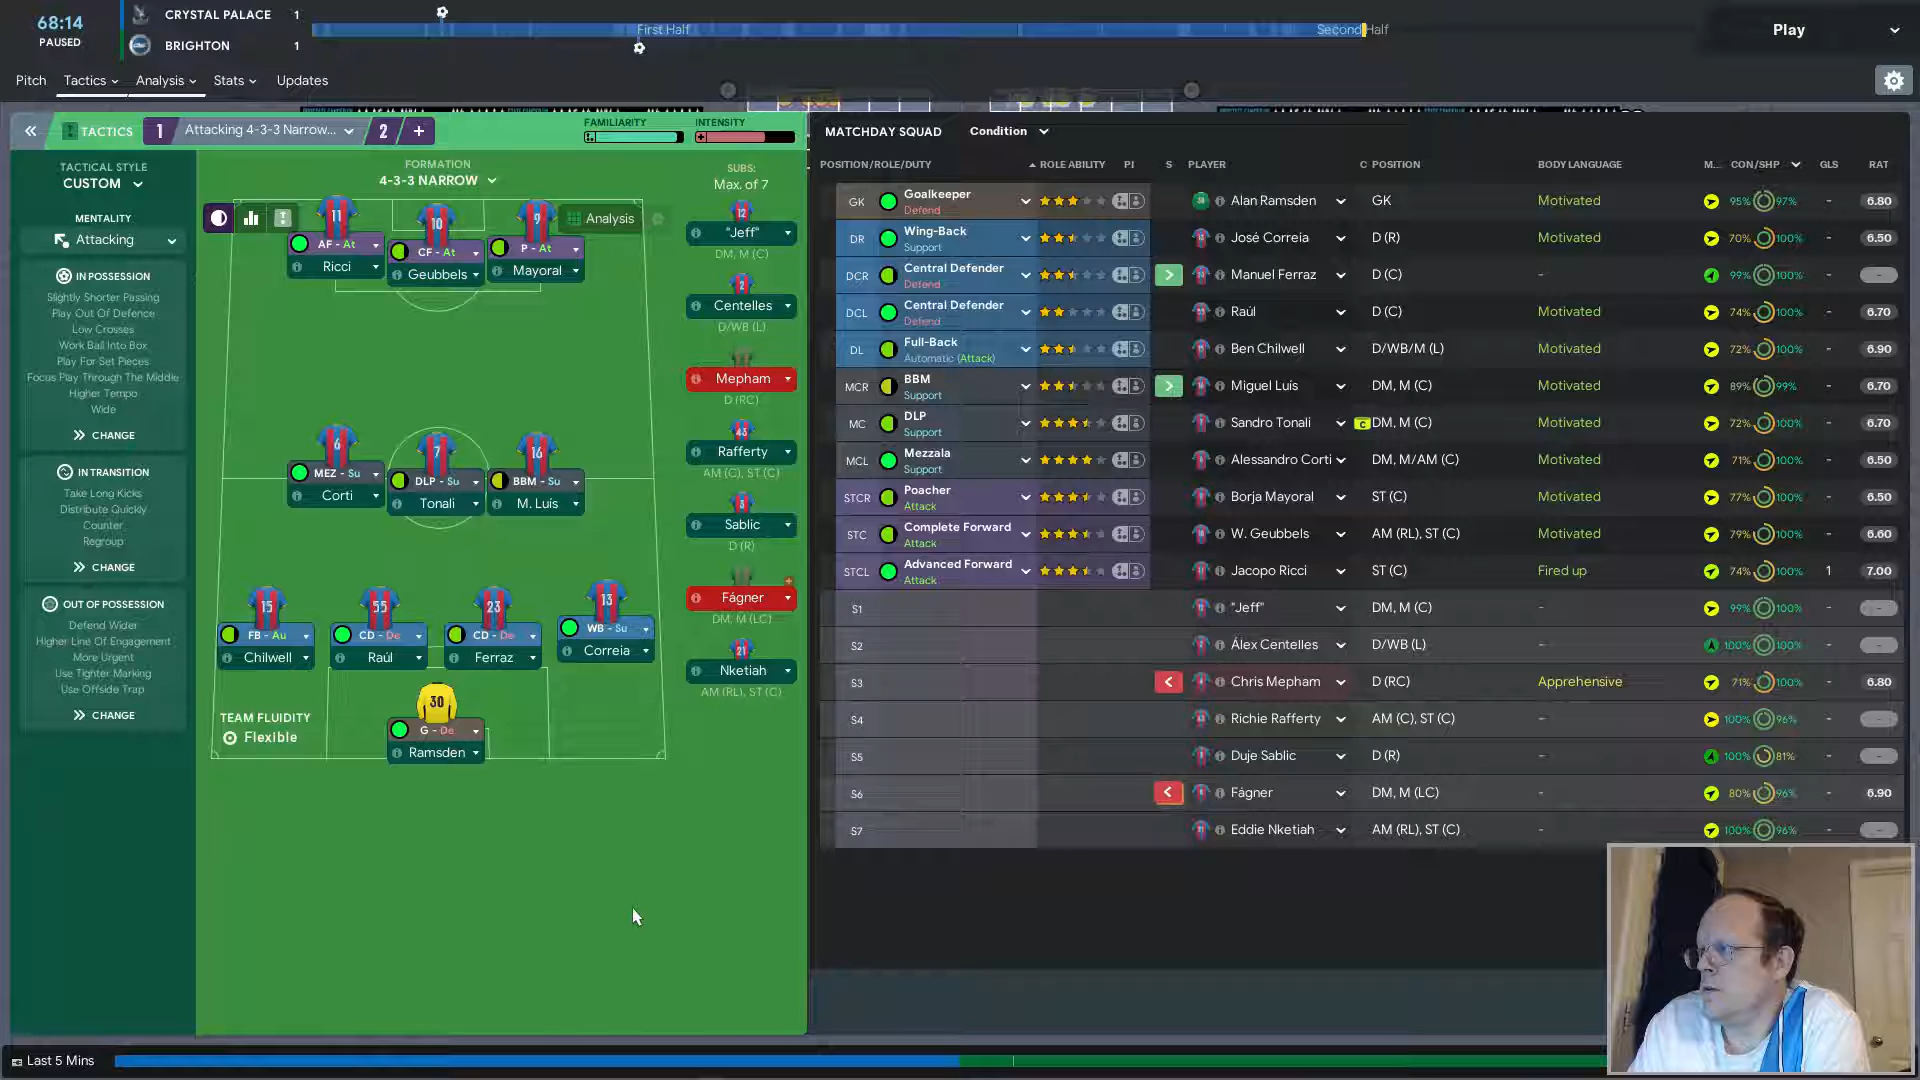 68:14
PAUSED
CRYSTAL PALACE 1
BRIGHTON 1
First Half
Second Half
Play
Pitch Tactics Analysis Stats Updates
TACTICS 1 Attacking 4-3-3 Narrow... 2 +
FAMILIARITY
INTENSITY
TACTICAL STYLE
CUSTOM
MENTALITY
Attacking
IN POSSESSION
Slightly Shorter Passing
Play Out Of Defence
Low Crosses
Work Ball Into Box
Play For Set Pieces
Focus Play Through The Middle
Higher Tempo
Wide
CHANGE
IN TRANSITION
Take Long Kicks
Distribute Quickly
Counter
Regroup
CHANGE
OUT OF POSSESSION
Defend Wider
Higher Line Of Engagement
More Urgent
Use Tighter Marking
Use Offside Trap
CHANGE
FORMATION
4-3-3 NARROW
Analysis
11
AF - At
Ricci
10
CF - At
Geubbels
9
P - At
Mayoral
6
MEZ - Su
Corti
7
DLP - Su
Tonali
16
BBM - Su
M. Luís
15
FB - Au
Chilwell
55
CD - De
Raúl
23
CD - De
Ferraz
13
WB - Su
Correia
30
G - De
Ramsden
TEAM FLUIDITY
Flexible
SUBS:
Max. of 7
12
"Jeff"
DM, M (C)
2
Centelles
D/WB (L)
Mepham
D (RC)
43
Rafferty
AM (C), ST (C)
Sablic
D (R)
Fágner
DM, M (LC)
21
Nketiah
AM (RL), ST (C)
MATCHDAY SQUAD Condition
POSITION/ROLE/DUTY ROLE ABILITY PI S PLAYER C POSITION BODY LANGUAGE M... CON/SHP GLS RAT
GK Goalkeeper Defend Alan Ramsden GK Motivated 95% 97% - 6.80
DR Wing-Back Support José Correia D (R) Motivated 70% 100% - 6.50
DCR Central Defender Defend Manuel Ferraz D (C) - 99% 100% - -
DCL Central Defender Defend Raúl D (C) Motivated 74% 100% - 6.70
DL Full-Back Automatic (Attack) Ben Chilwell D/WB/M (L) Motivated 72% 100% - 6.90
MCR BBM Support Miguel Luís DM, M (C) Motivated 89% 99% - 6.70
MC DLP Support Sandro Tonali C DM, M (C) Motivated 72% 100% - 6.70
MCL Mezzala Support Alessandro Corti DM, M/AM (C) Motivated 71% 100% - 6.50
STCR Poacher Attack Borja Mayoral ST (C) Motivated 77% 100% - 6.50
STC Complete Forward Attack W. Geubbels AM (RL), ST (C) Motivated 79% 100% - 6.60
STCL Advanced Forward Attack Jacopo Ricci ST (C) Fired up 74% 100% 1 7.00
S1 "Jeff" DM, M (C) - 99% 100% - -
S2 Álex Centelles D/WB (L) - 100% 100% - -
S3 Chris Mepham D (RC) Apprehensive 71% 100% - 6.80
S4 Richie Rafferty AM (C), ST (C) - 100% 96% - -
S5 Duje Sablic D (R) - 100% 81% - -
S6 Fágner DM, M (LC) - 80% 96% - 6.90
S7 Eddie Nketiah AM (RL), ST (C) - 100% 96% - -
Last 5 Mins